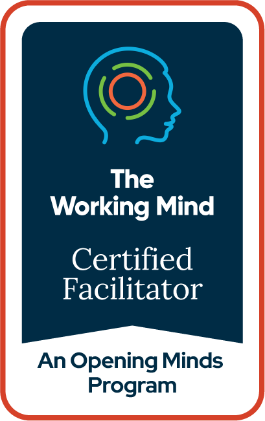 The
Working Mind
Certified
Facilitator
An Opening Minds
Program